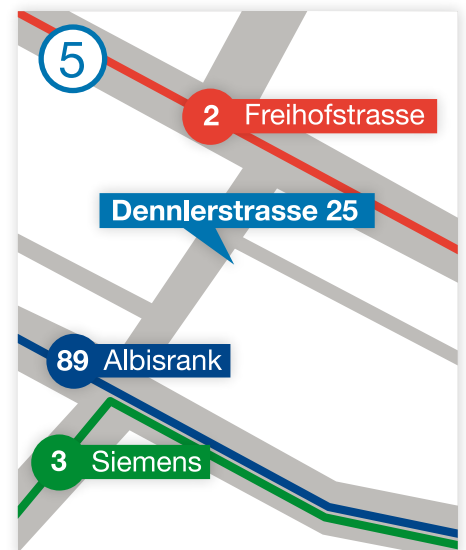 5
2 Freihofstrasse
Dennlerstrasse 25
89 Albisrank
3 Siemens